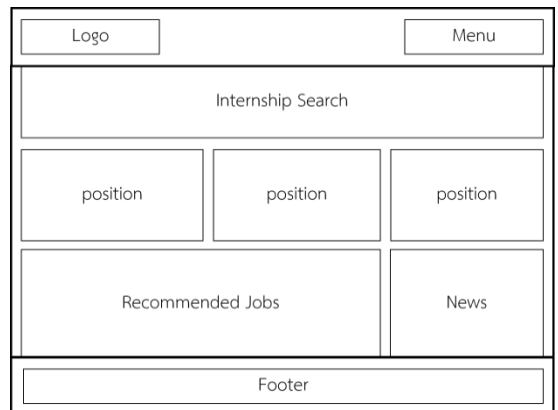 Logo
Menu
Internship Search
position
position
position
Recommended Jobs
News
Footer